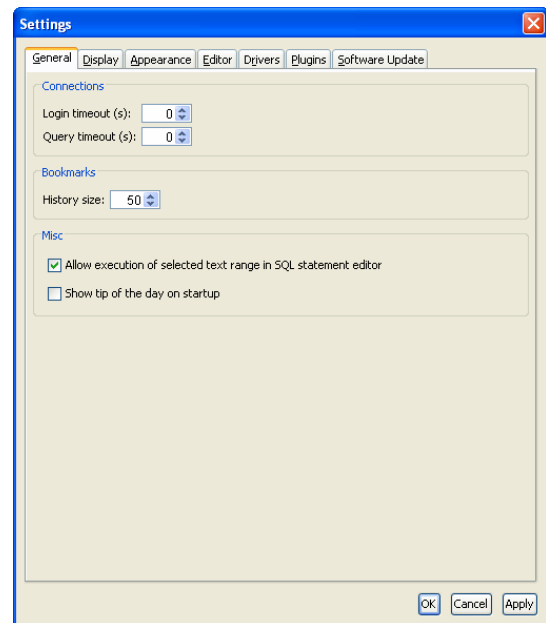 Settings
General Display Appearance Editor Drivers Plugins Software Update
Connections
Login timeout (s): 0
Query timeout (s): 0
Bookmarks
History size: 50
Misc
Allow execution of selected text range in SQL statement editor
Show tip of the day on startup
OK Cancel Apply